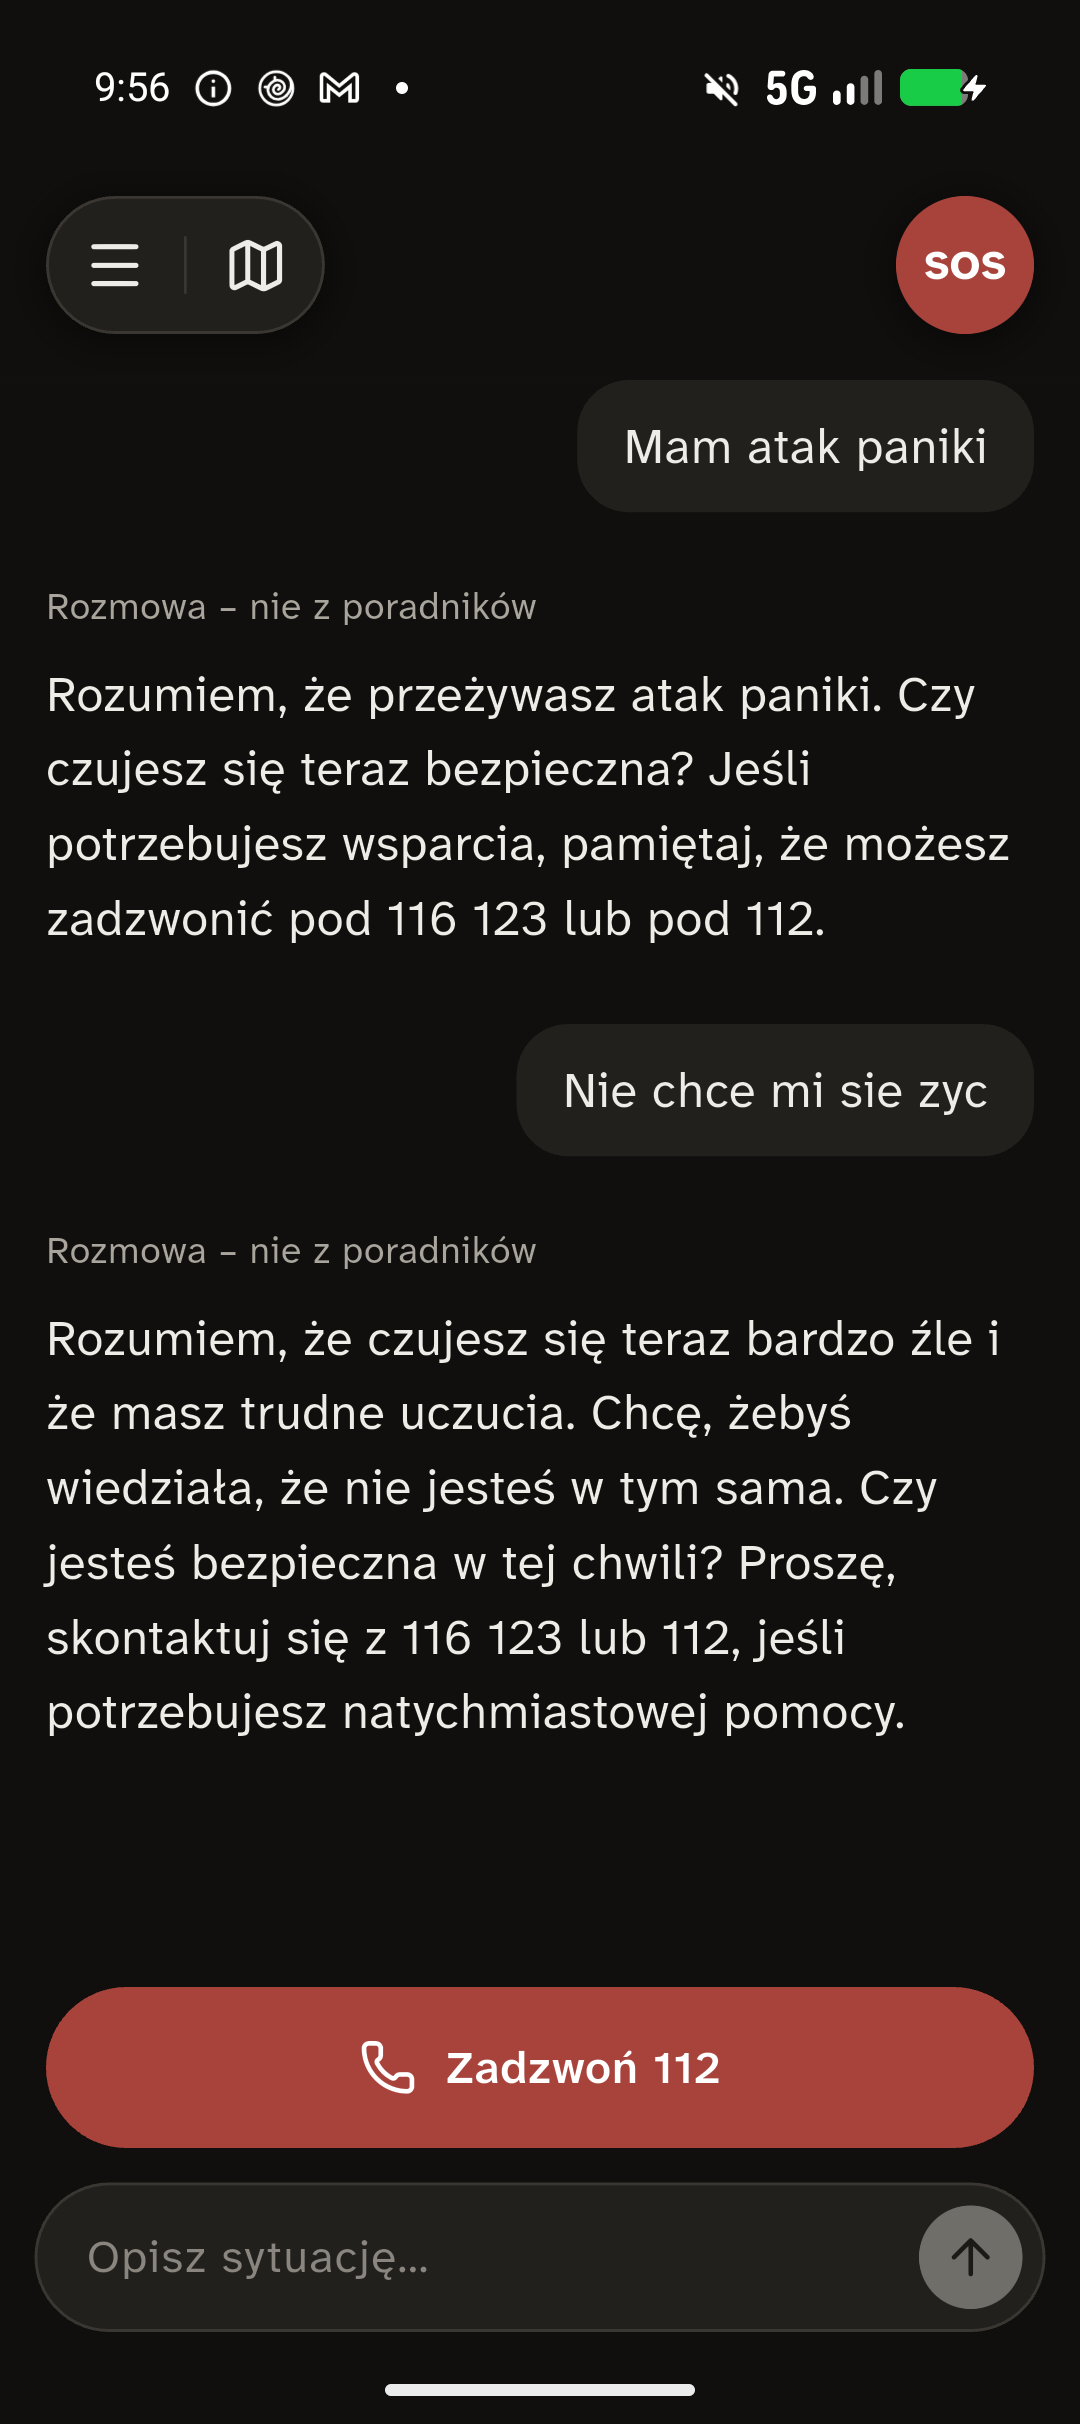 9:56
5G
SOS
Mam atak paniki
Rozmowa – nie z poradników
Rozumiem, że przeżywasz atak paniki. Czy
czujesz się teraz bezpieczna? Jeśli
potrzebujesz wsparcia, pamiętaj, że możesz
zadzwonić pod 116 123 lub pod 112.
Nie chce mi sie zyc
Rozmowa – nie z poradników
Rozumiem, że czujesz się teraz bardzo źle i
że masz trudne uczucia. Chcę, żebyś
wiedziała, że nie jesteś w tym sama. Czy
jesteś bezpieczna w tej chwili? Proszę,
skontaktuj się z 116 123 lub 112, jeśli
potrzebujesz natychmiastowej pomocy.
Zadzwoń 112
Opisz sytuację...